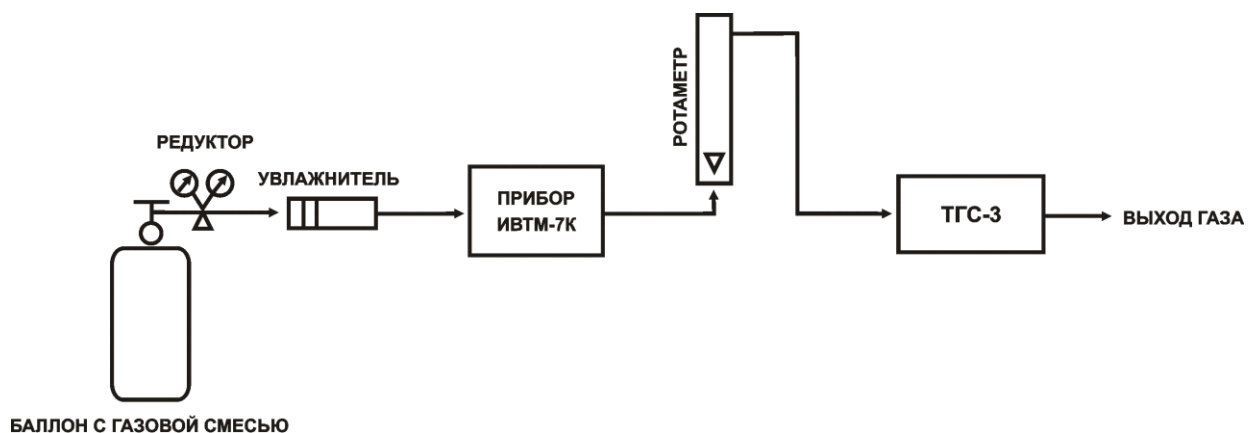 РОТАМЕТР
РЕДУКТОР
УВЛАЖНИТЕЛЬ
ПРИБОР
ИВТМ-7К
ТГС-3
ВЫХОД ГАЗА
БАЛЛОН С ГАЗОВОЙ СМЕСЬЮ